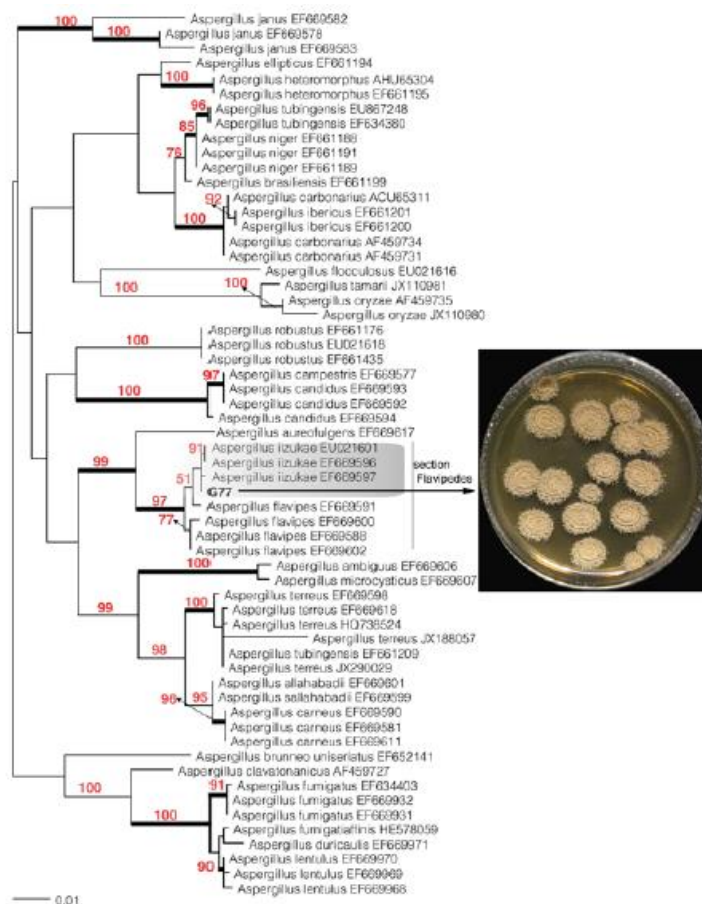 Aspergillus janus EF669582
100
100
Aspergillus janus EF669578
Aspergillus janus EF669583
Aspergillus ellipticus EF661194
100
Aspergillus heteromorphus AHU65304
Aspergillus heteromorphus EF661195
96
Aspergillus tubingensis EU867248
Aspergillus tubingensis EF634380
85
Aspergillus niger EF661188
76
Aspergillus niger EF661191
Aspergillus niger EF661189
Aspergillus brasiliensis EF661199
92
Aspergillus carbonarius ACU65311
Aspergillus ibericus EF661201
Aspergillus ibericus EF661200
100
Aspergillus carbonarius AF459734
Aspergillus carbonarius AF459731
Aspergillus flocculosus EU021616
100
100
Aspergillus tamarii JX110981
Aspergillus oryzae AF459735
Aspergillus oryzae JX110980
Aspergillus robustus EF661176
100
Aspergillus robustus EU021618
Aspergillus robustus EF661435
97
Aspergillus campestris EF669577
100
Aspergillus candidus EF669593
Aspergillus candidus EF669592
Aspergillus candidus EF669594
Aspergillus aureofulgens EF669617
91
Aspergillus iizukae EU021601
99
Aspergillus iizukae EF669596
51
Aspergillus iizukae EF669597
97
G77
section
Flavipedes
Aspergillus flavipes EF669591
77
Aspergillus flavipes EF669600
Aspergillus flavipes EF669588
Aspergillus flavipes EF669602
100
Aspergillus ambiguus EF669606
Aspergillus microcysticus EF669607
99
Aspergillus terreus EF669598
100
Aspergillus terreus EF669618
Aspergillus terreus HQ738524
Aspergillus terreus JX188057
98
Aspergillus tubingensis EF661209
Aspergillus terreus JX290029
Aspergillus allahabadii EF669601
96
95
Aspergillus sallahabadii EF669599
Aspergillus carneus EF669590
Aspergillus carneus EF669581
Aspergillus carneus EF669611
Aspergillus brunneo uniseriatus EF652141
100
Aspergillus clavatonanicus AF459727
91
Aspergillus fumigatus EF634403
Aspergillus fumigatus EF669932
100
Aspergillus fumigatus EF669931
Aspergillus fumigatiaffinis HE578059
Aspergillus duricaulis EF669971
90
Aspergillus lentulus EF669970
Aspergillus lentulus EF669969
Aspergillus lentulus EF669968
0.01